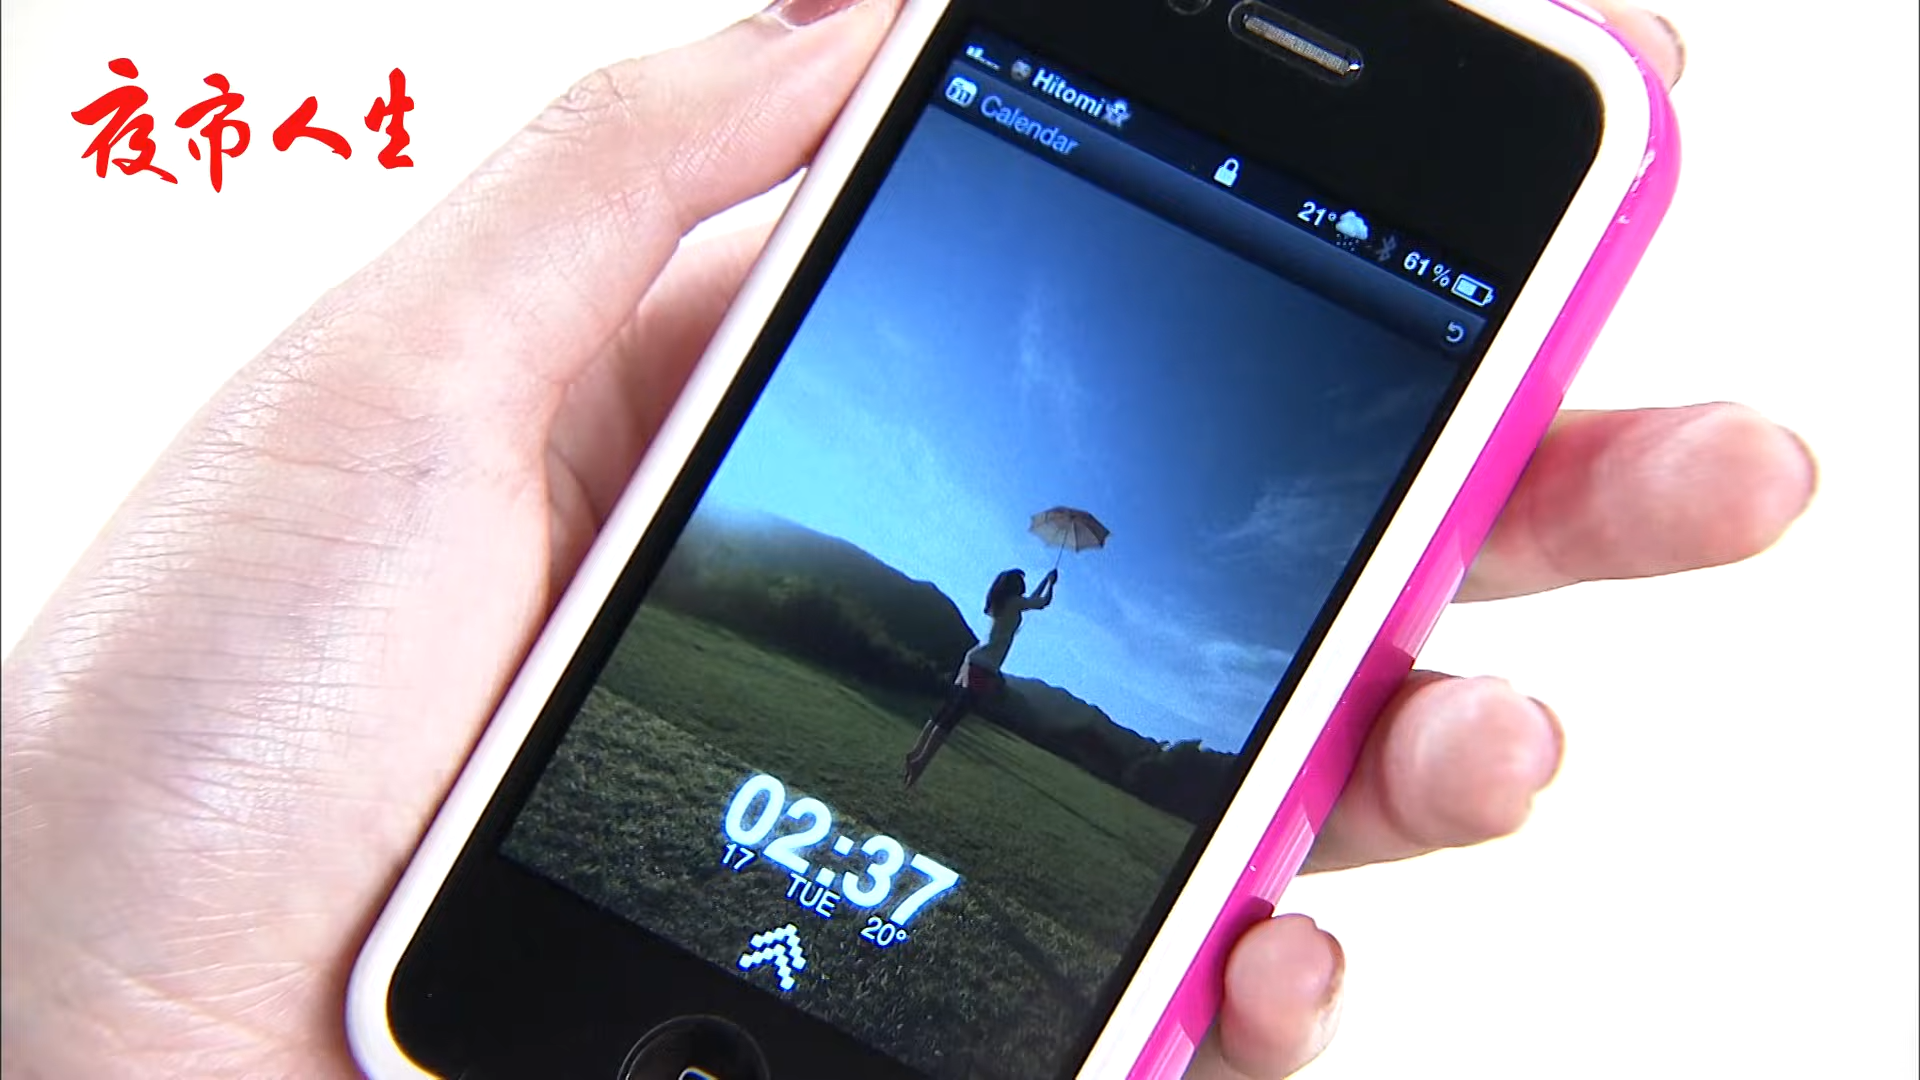 夜市人生
Hitomi
Calendar
21°
61%
02:37
17 TUE 20°